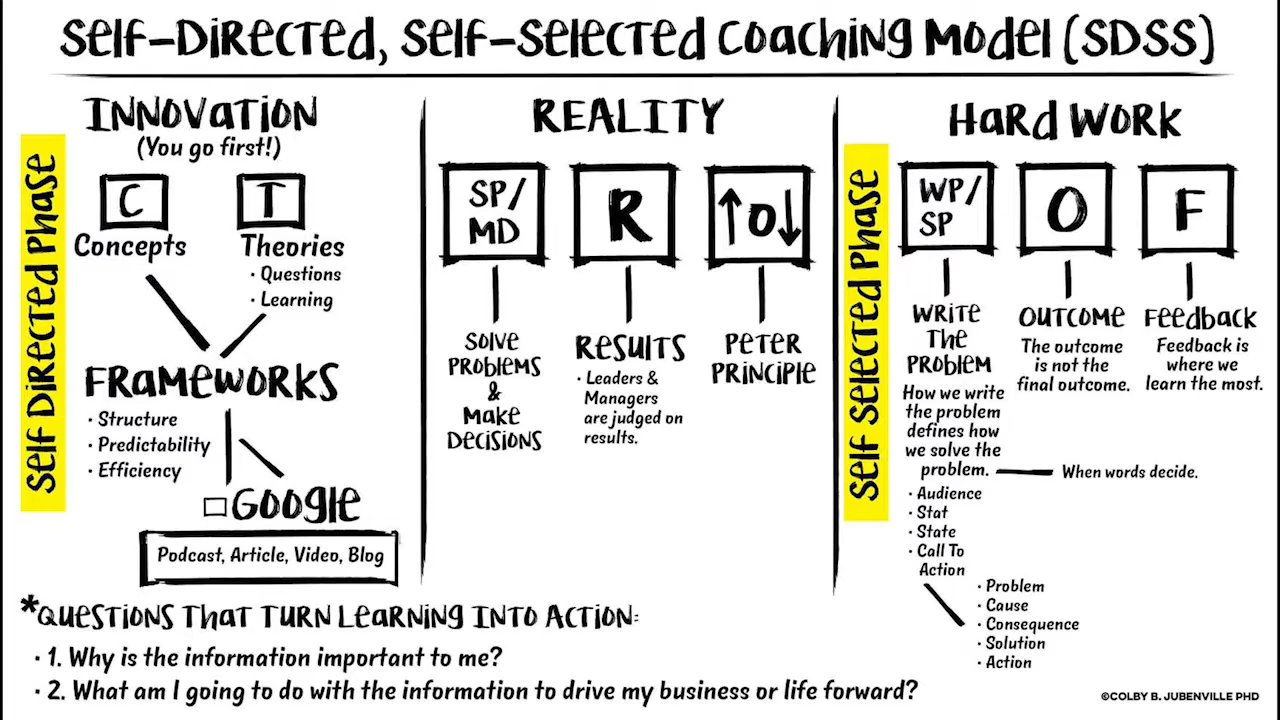 Self-Directed, Self-Selected Coaching Model (SDSS)
Self Directed Phase
INNOVATION
(You go first!)
C
T
Concepts
Theories
· Questions
· Learning
FRAMEWORKS
· Structure
· Predictability
· Efficiency
Google
Podcast, Article, Video, Blog
REALITY
SP/
MD
R
↑o↓
Solve
Problems
&
Make
Decisions
Results
· Leaders &
Managers
are judged on
results.
Peter
Principle
Self Selected Phase
Hard Work
WP/
SP
O
F
Write
The
Problem
How we write
the problem
defines how
we solve the
problem.
When words decide.
· Audience
· Stat
· State
· Call To
Action
· Problem
· Cause
· Consequence
· Solution
· Action
Outcome
The outcome
is not the
final outcome.
Feedback
Feedback is
where we
learn the most.
*Questions That Turn Learning Into Action:
· 1. Why is the information important to me?
· 2. What am I going to do with the information to drive my business or life forward?
©COLBY B. JUBENVILLE PHD